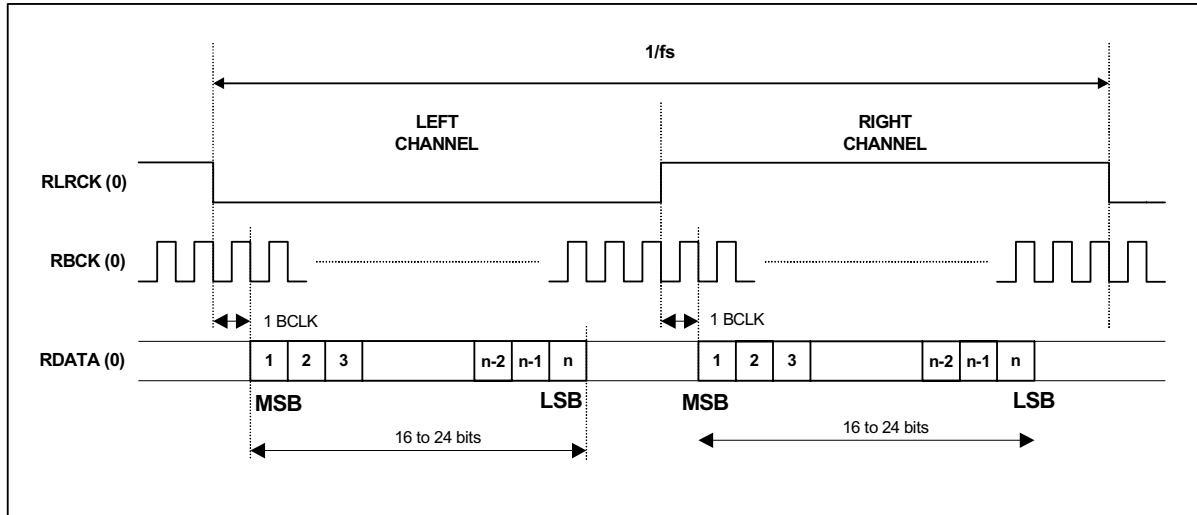 1/fs
LEFT CHANNEL
RIGHT CHANNEL
RLRCK (0)
RBCK (0)
1 BCLK
1 BCLK
RDATA (0)
1 2 3 n-2 n-1 n
1 2 3 n-2 n-1 n
MSB
LSB
MSB
LSB
16 to 24 bits
16 to 24 bits